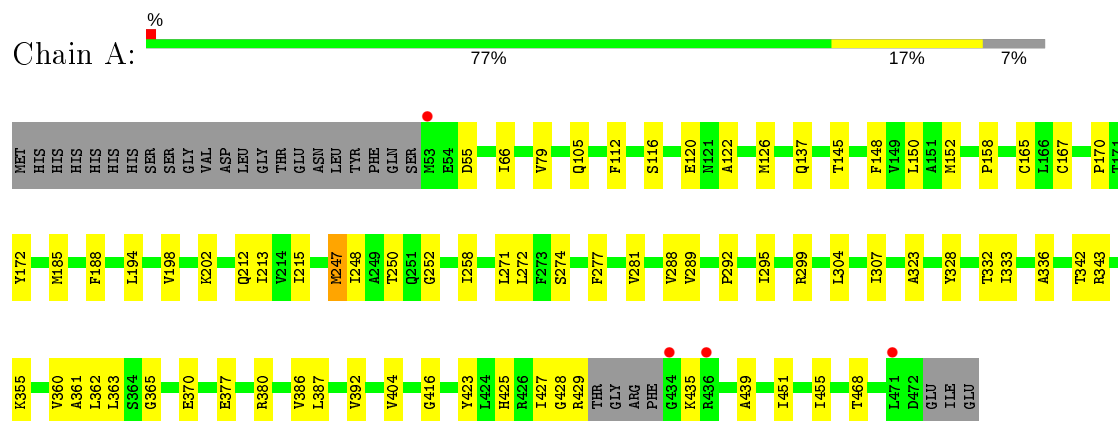 %
Chain A:
77% 17% 7%
MET HIS HIS HIS HIS HIS HIS SER SER GLY VAL ASP LEU GLY THR GLU ASN LEU TYR PHE GLN SER M53 E54 D55 I66 V79 Q105 F112 S116 E120 N121 A122 M126 Q137 T145 F148 V149 L150 A151 M152 P158 C165 L166 C167 P170 T171
Y172 M185 F188 L194 V198 K202 Q212 I213 V214 I215 M247 I248 A249 T250 Q251 G252 I258 L271 L272 F273 S274 F277 V281 V288 V289 P292 I295 R299 L304 I307 A323 Y328 T332 I333 A336 T342 R343
K355 V360 A361 L362 L363 S364 G365 E370 E377 R380 V386 L387 V392 V404 G416 Y423 L424 H425 R426 I427 G428 R429 THR GLY ARG PHE G434 K435 R436 A439 I451 I455 T468 L471 D472 GLU ILE GLU